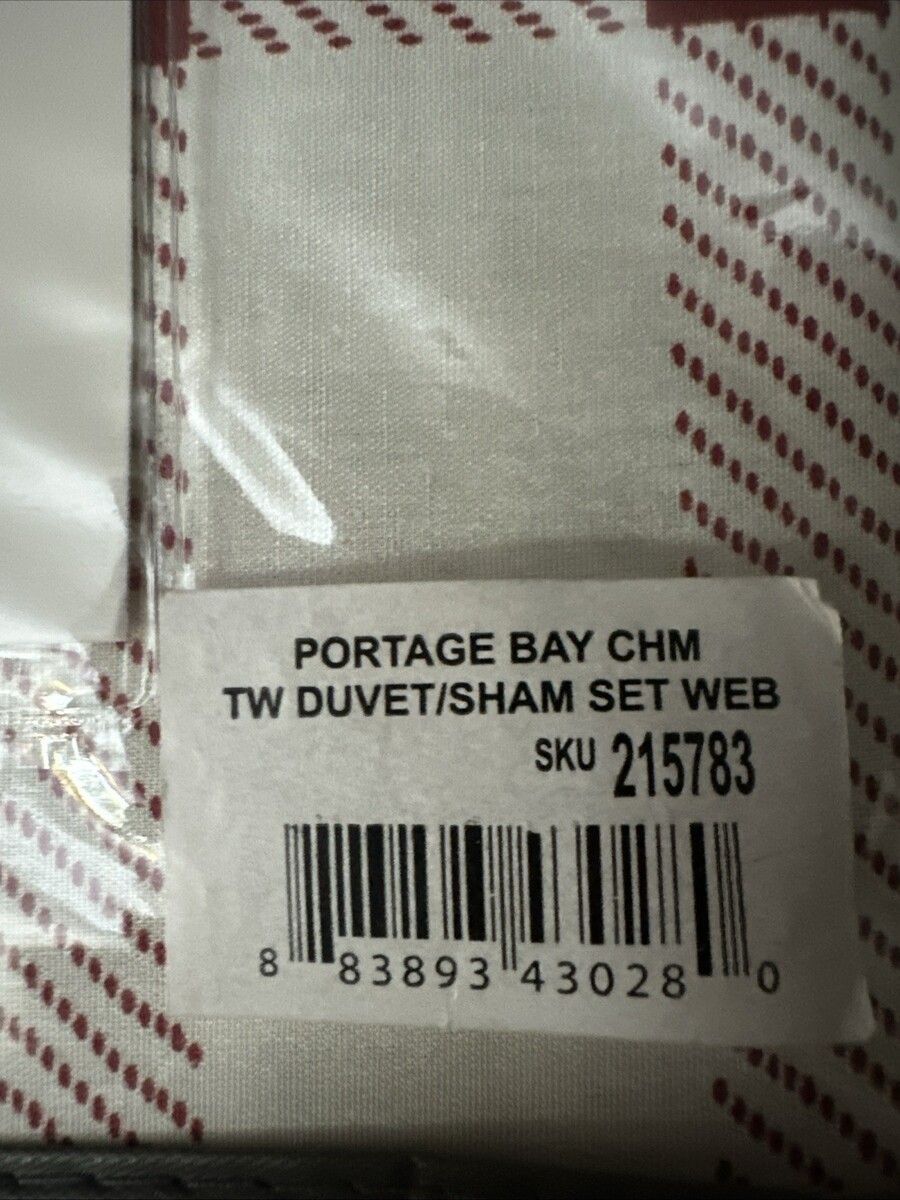 PORTAGE BAY CHM
TW DUVET/SHAM SET WEB
SKU 215783
8 83893 43028 0